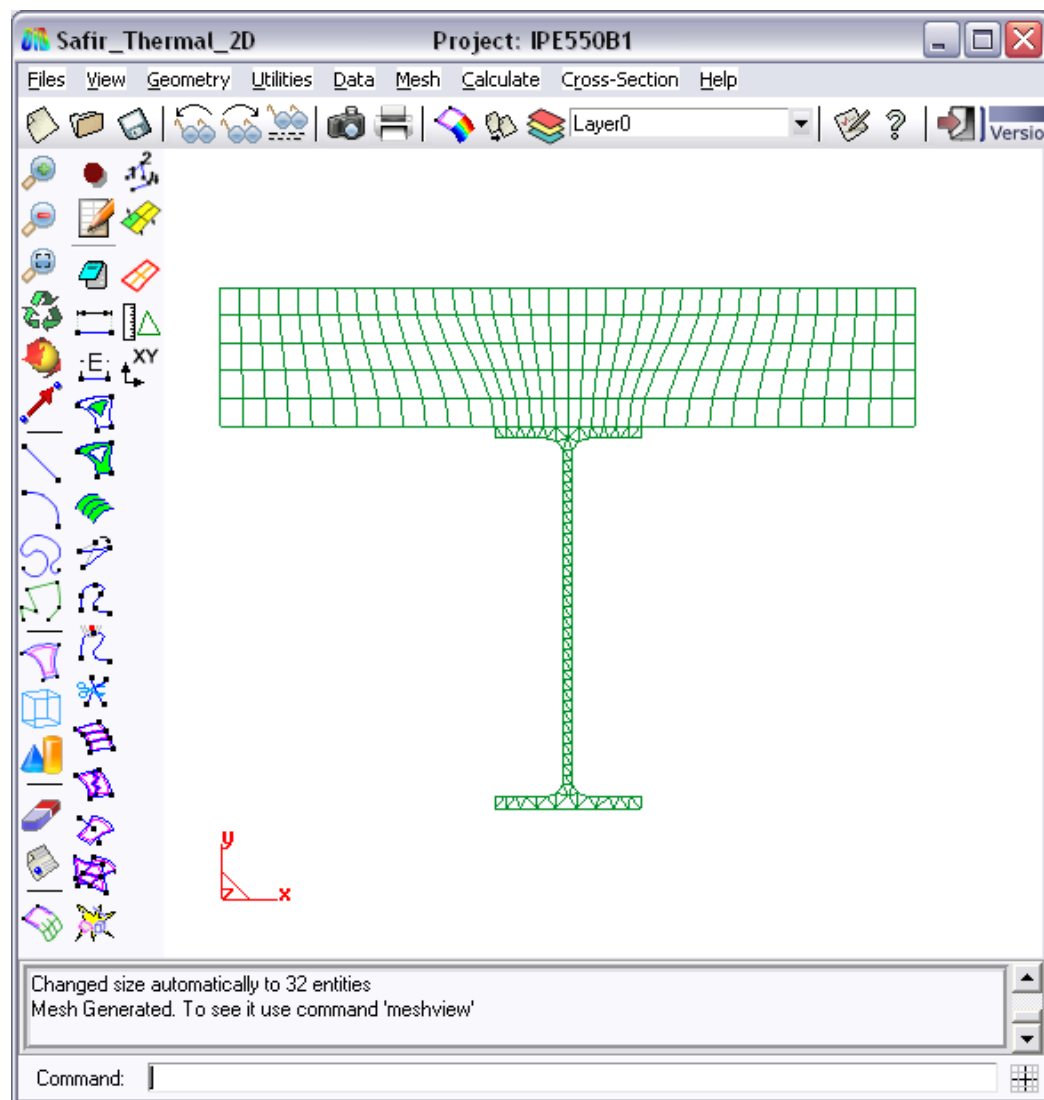 Safir_Thermal_2D Project: IPE550B1
Files View Geometry Utilities Data Mesh Calculate Cross-Section Help
Layer0
Versio
2
E
XY
y
z x
Changed size automatically to 32 entities
Mesh Generated. To see it use command 'meshview'
Command: